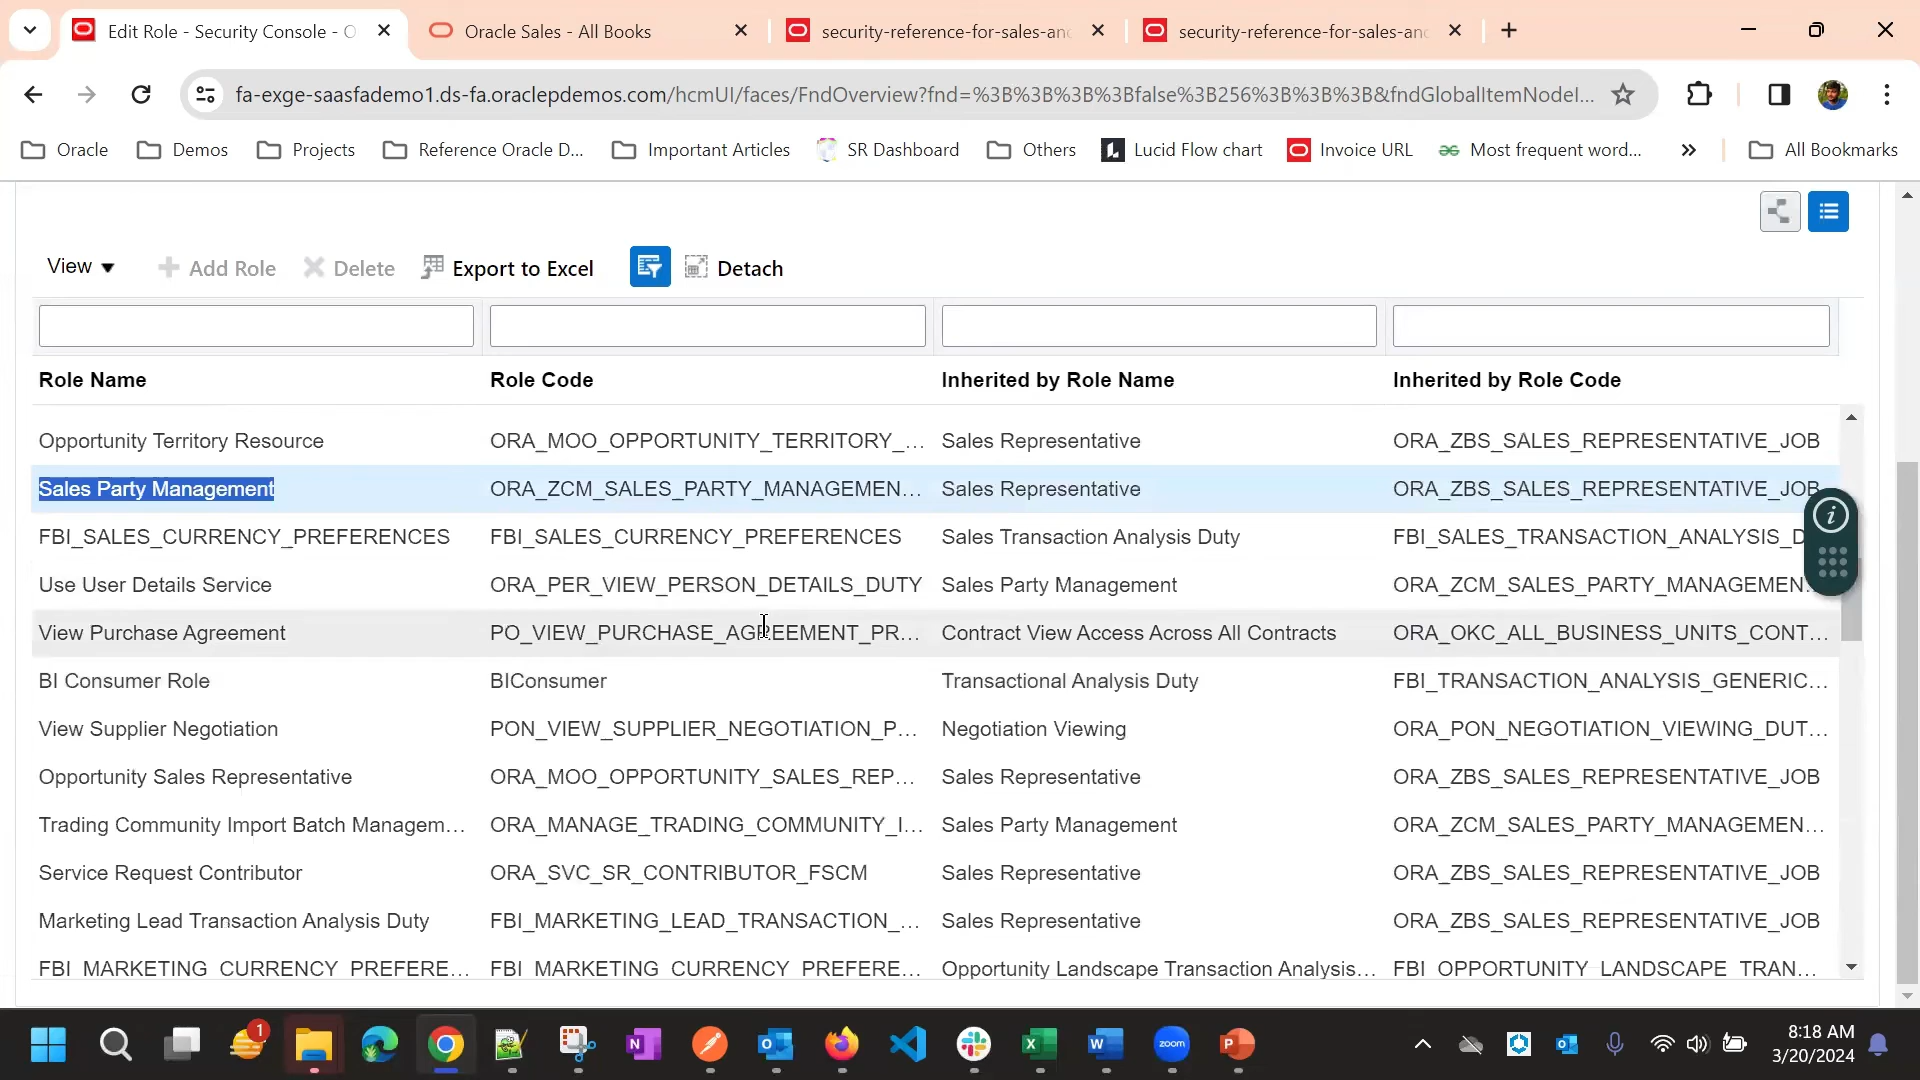 Edit Role - Security Console - O
Oracle Sales - All Books
security-reference-for-sales-and
security-reference-for-sales-and
fa-exge-saasfademo1.ds-fa.oraclepdemos.com/hcmUI/faces/FndOverview?fnd=%3B%3B%3B%3Bfalse%3B256%3B%3B%3B&fndGlobalItemNodeI...
Oracle
Demos
Projects
Reference Oracle D...
Important Articles
SR Dashboard
Others
Lucid Flow chart
Invoice URL
Most frequent word...
All Bookmarks
View
Add Role
Delete
Export to Excel
Detach
Role Name Role Code Inherited by Role Name Inherited by Role Code
Opportunity Territory Resource ORA_MOO_OPPORTUNITY_TERRITORY_... Sales Representative ORA_ZBS_SALES_REPRESENTATIVE_JOB
Sales Party Management ORA_ZCM_SALES_PARTY_MANAGEMEN... Sales Representative ORA_ZBS_SALES_REPRESENTATIVE_JOB
FBI_SALES_CURRENCY_PREFERENCES FBI_SALES_CURRENCY_PREFERENCES Sales Transaction Analysis Duty FBI_SALES_TRANSACTION_ANALYSIS_D
Use User Details Service ORA_PER_VIEW_PERSON_DETAILS_DUTY Sales Party Management ORA_ZCM_SALES_PARTY_MANAGEMEN...
View Purchase Agreement PO_VIEW_PURCHASE_AGREEMENT_PR... Contract View Access Across All Contracts ORA_OKC_ALL_BUSINESS_UNITS_CONT...
BI Consumer Role BIConsumer Transactional Analysis Duty FBI_TRANSACTION_ANALYSIS_GENERIC...
View Supplier Negotiation PON_VIEW_SUPPLIER_NEGOTIATION_P... Negotiation Viewing ORA_PON_NEGOTIATION_VIEWING_DUT...
Opportunity Sales Representative ORA_MOO_OPPORTUNITY_SALES_REP... Sales Representative ORA_ZBS_SALES_REPRESENTATIVE_JOB
Trading Community Import Batch Managem... ORA_MANAGE_TRADING_COMMUNITY_I... Sales Party Management ORA_ZCM_SALES_PARTY_MANAGEMEN...
Service Request Contributor ORA_SVC_SR_CONTRIBUTOR_FSCM Sales Representative ORA_ZBS_SALES_REPRESENTATIVE_JOB
Marketing Lead Transaction Analysis Duty FBI_MARKETING_LEAD_TRANSACTION_... Sales Representative ORA_ZBS_SALES_REPRESENTATIVE_JOB
FBI_MARKETING_CURRENCY_PREFERE... FBI_MARKETING_CURRENCY_PREFERE... Opportunity Landscape Transaction Analysis... FBI_OPPORTUNITY_LANDSCAPE_TRAN...
1
zoom
8:18 AM
3/20/2024